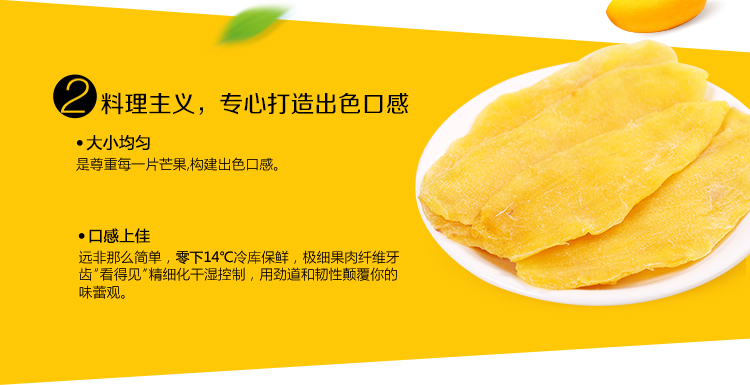 2 料理主义，专心打造出色口感
•大小均匀
是尊重每一片芒果,构建出色口感。
•口感上佳
远非那么简单，零下14℃冷库保鲜，极细果肉纤维牙
齿“看得见”精细化干湿控制，用劲道和韧性颠覆你的
味蕾观。